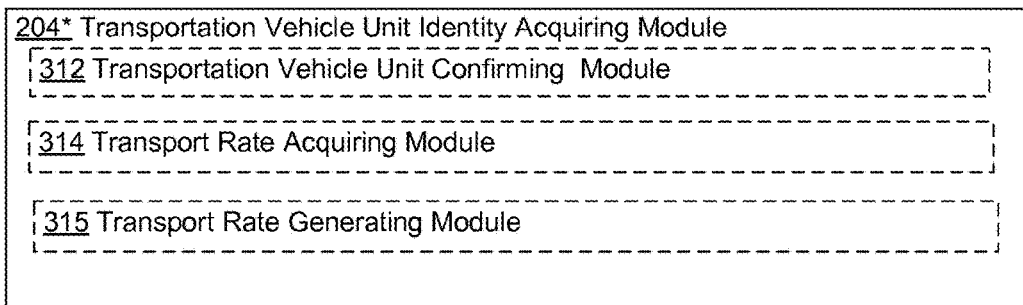 204* Transportation Vehicle Unit Identity Acquiring Module
312 Transportation Vehicle Unit Confirming Module
314 Transport Rate Acquiring Module
315 Transport Rate Generating Module